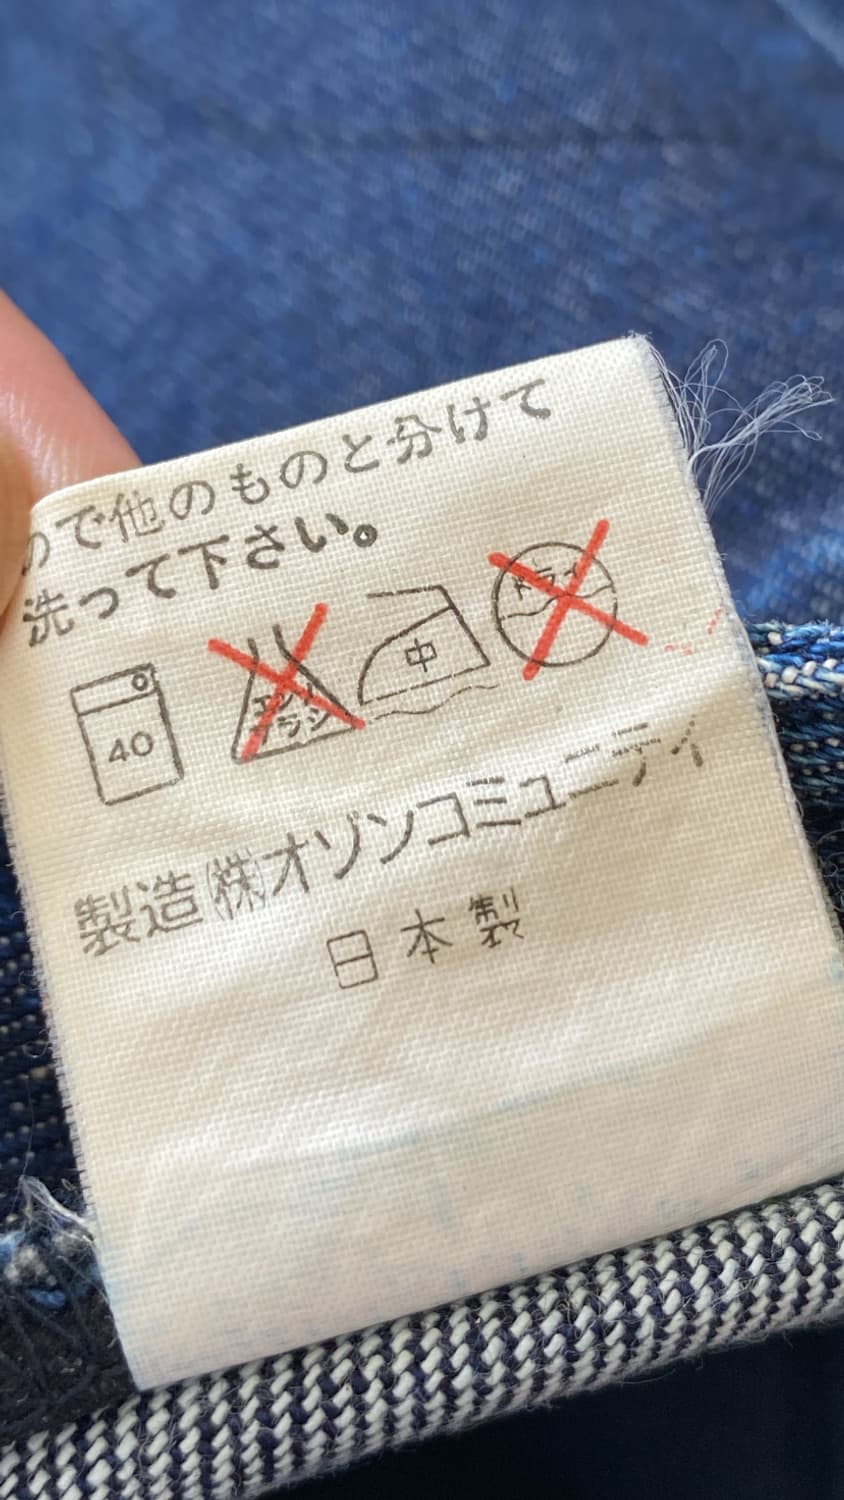 ので他のものと分けて
洗って下さい。
40
エンソ
サラシ
中
ドライ
製造㈱オゾンコミュニティ
日本製